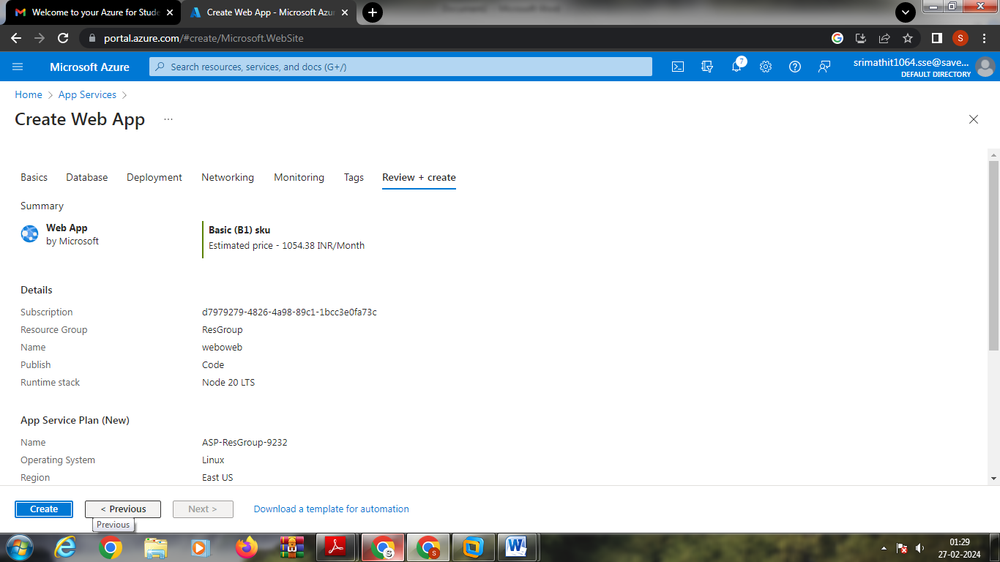 Welcome to your Azure for Stude
Create Web App - Microsoft Azur
portal.azure.com/#create/Microsoft.WebSite
S
Microsoft Azure
Search resources, services, and docs (G+/)
7
srimathit1064.sse@save...
DEFAULT DIRECTORY
Home > App Services >
Create Web App ...
Basics Database Deployment Networking Monitoring Tags Review + create
Summary
Web App
by Microsoft
Basic (B1) sku
Estimated price - 1054.38 INR/Month
Details
Subscription d7979279-4826-4a98-89c1-1bcc3e0fa73c
Resource Group ResGroup
Name weboweb
Publish Code
Runtime stack Node 20 LTS
App Service Plan (New)
Name ASP-ResGroup-9232
Operating System Linux
Region East US
Create < Previous Next > Download a template for automation
Previous
01:29
27-02-2024